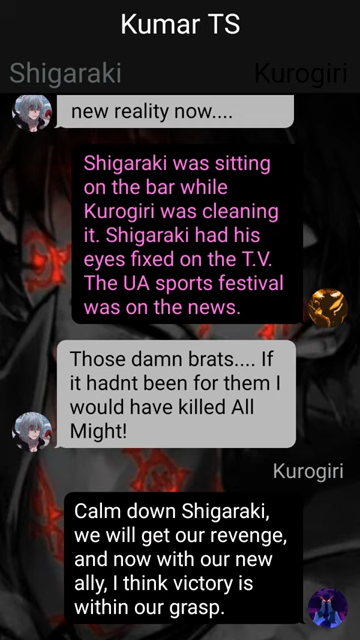 Kumar TS
Shigaraki
Kurogiri
new reality now....
Shigaraki was sitting
on the bar while
Kurogiri was cleaning
it. Shigaraki had his
eyes fixed on the T.V.
The UA sports festival
was on the news.
Those damn brats.... If
it hadnt been for them I
would have killed All
Might!
Kurogiri
Calm down Shigaraki,
we will get our revenge,
and now with our new
ally, I think victory is
within our grasp.